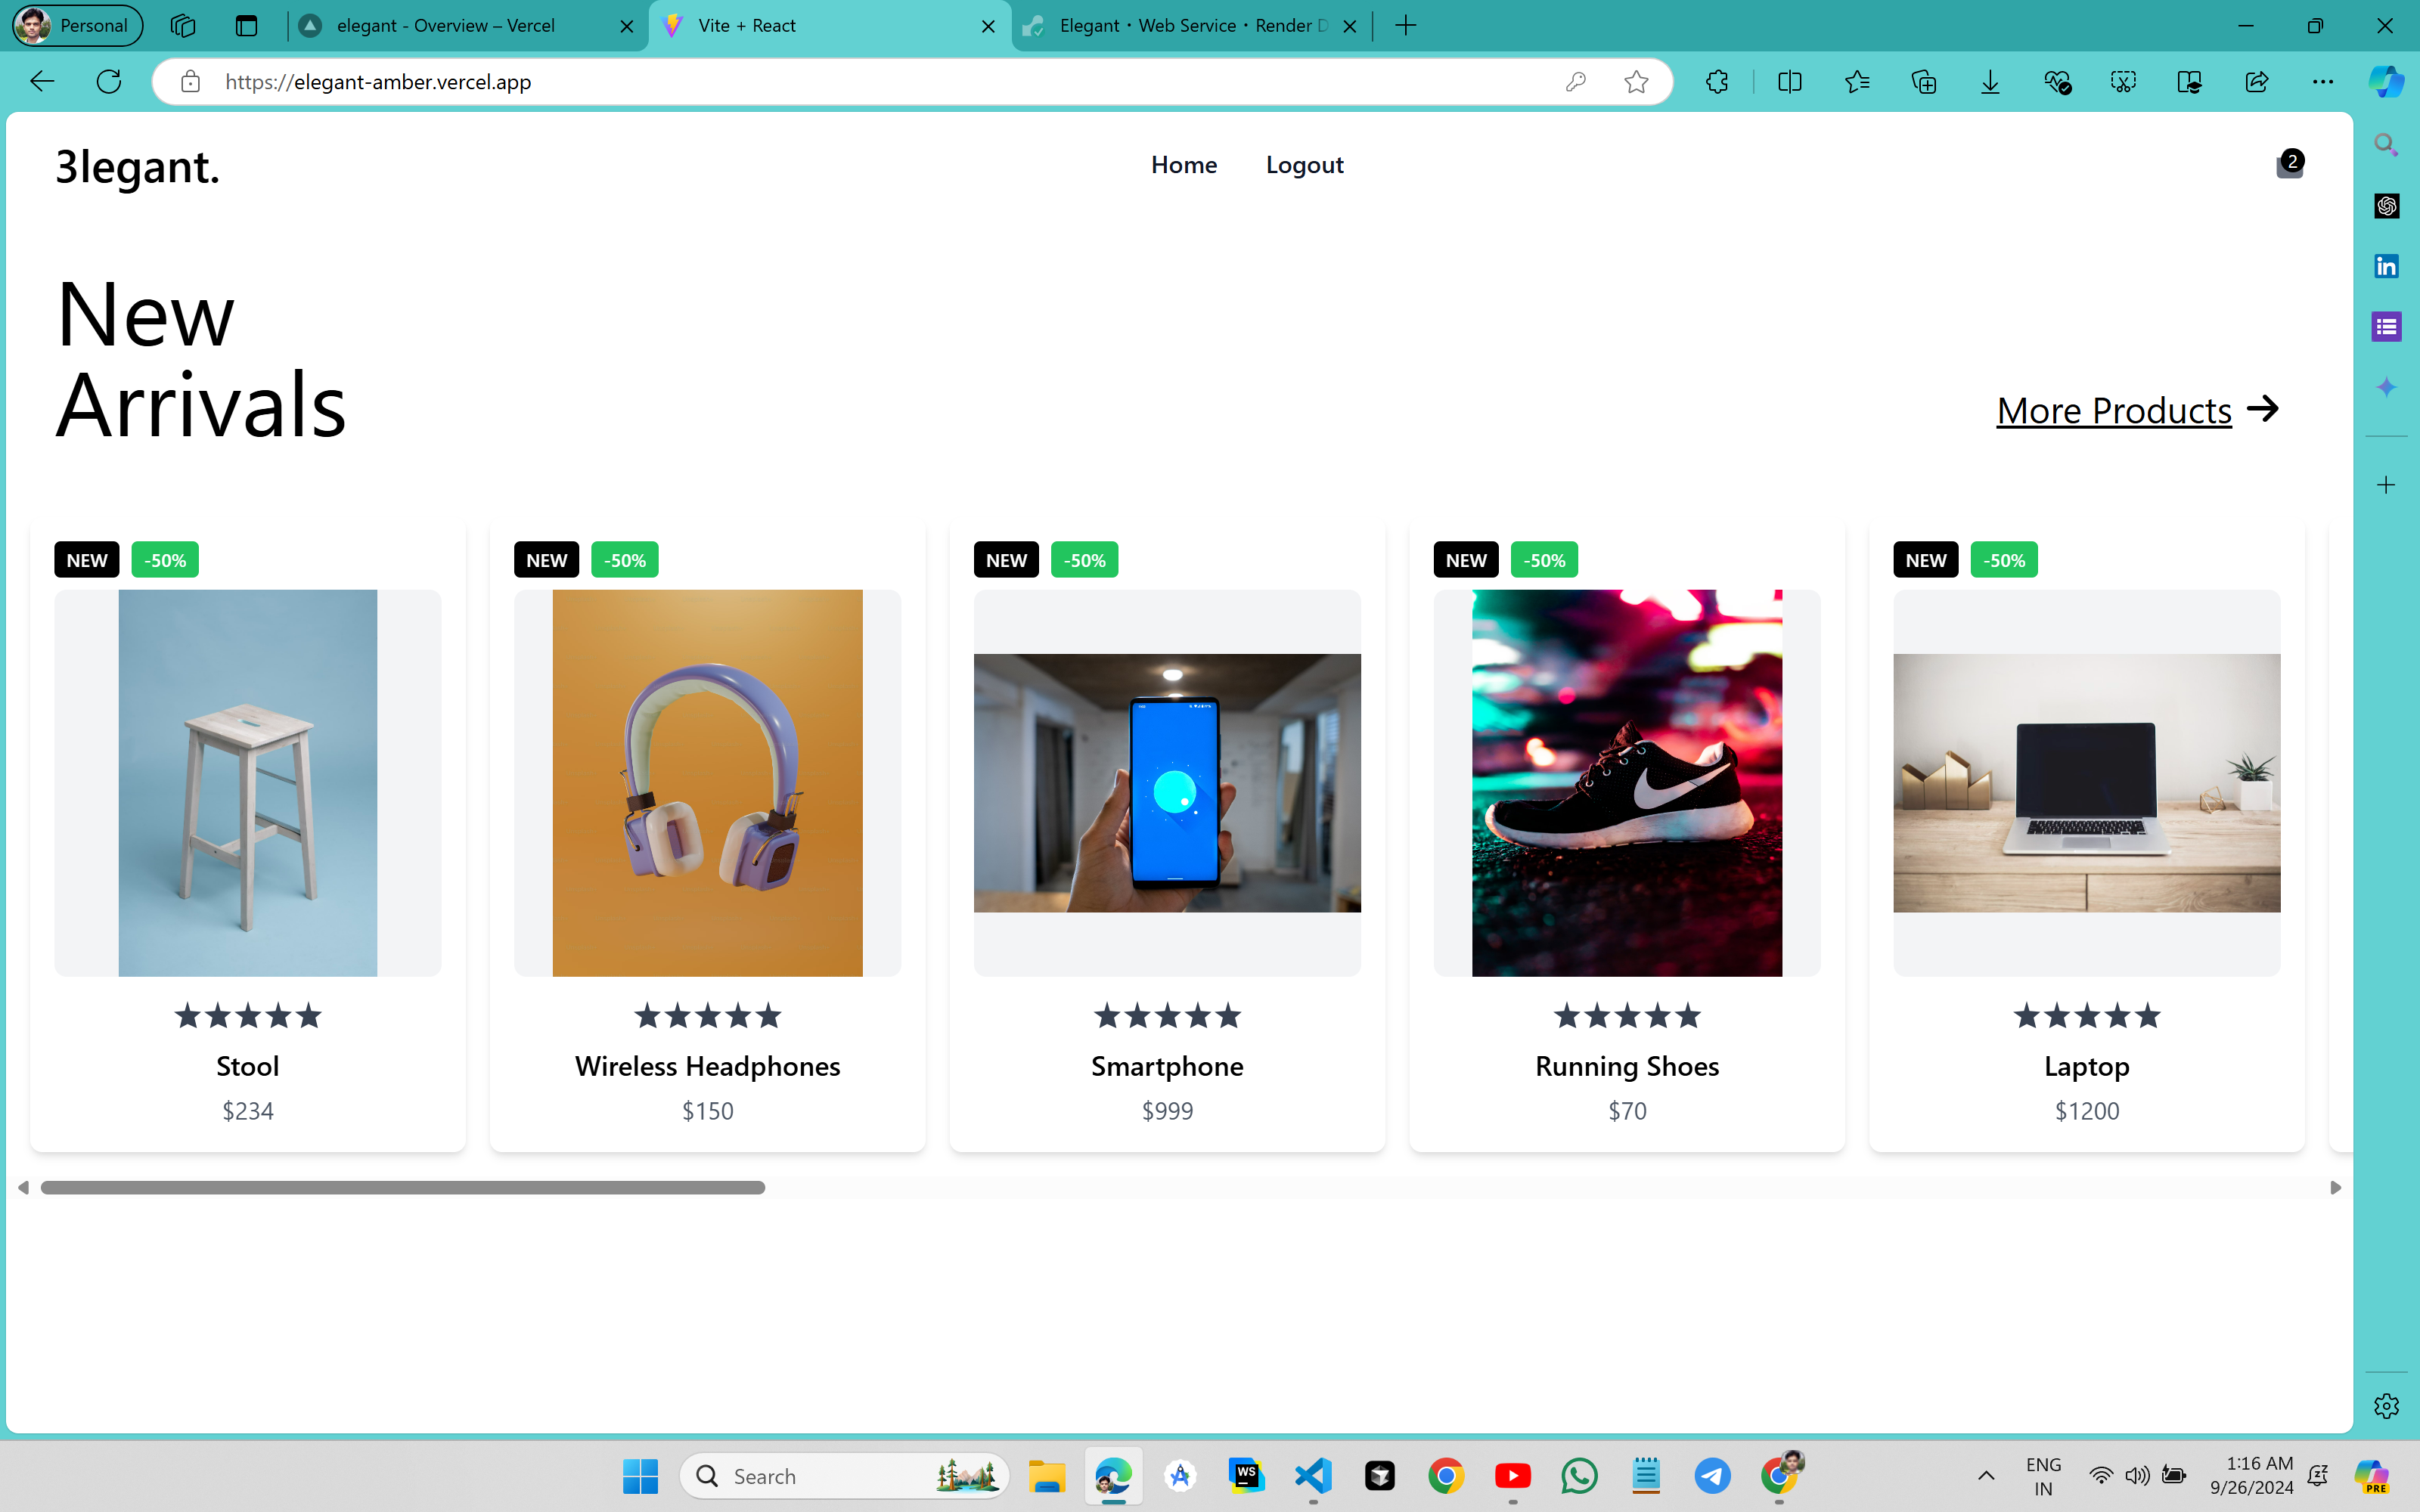 Personal
elegant - Overview – Vercel
Vite + React
Elegant · Web Service · Render D
https://elegant-amber.vercel.app
3legant.
Home
Logout
2
New
Arrivals
More Products
NEW -50%
NEW -50%
NEW -50%
NEW -50%
NEW -50%
Stool
Wireless Headphones
Smartphone
Running Shoes
Laptop
$234
$150
$999
$70
$1200
Search
WS
ENG
IN
1:16 AM
9/26/2024
PRE